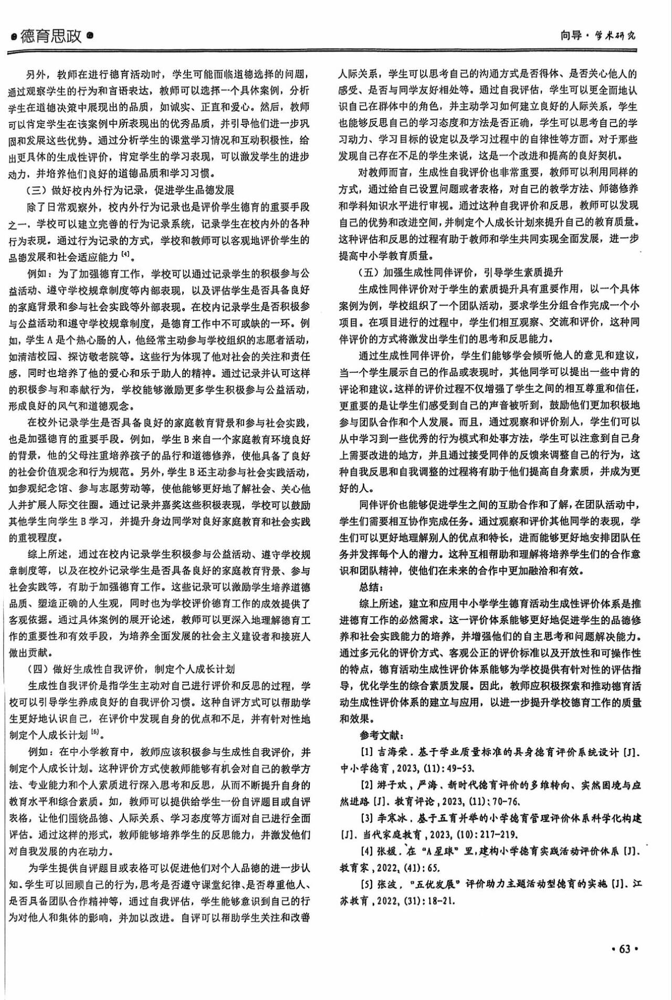 •德育思政•
向导·学术研究
另外，教师在进行德育活动时，学生可能面临道德选择的问题，
通过观察学生的行为和言语表达，教师可以选择一个具体案例，分析
学生在道德决策中展现出的品质，如诚实、正直和爱心。然后，教师
可以肯定学生在该案例中所表现出的优秀品质，并引导他们进一步巩
固和发展这些优势。通过分析学生的课堂学习情况和互动积极性，给
出更具体的生成性评价，肯定学生的学习表现，可以激发学生的进步
动力，并培养他们良好的道德品质和学习习惯。
（三）做好校内外行为记录，促进学生品德发展
除了日常观察外，校内外行为记录也是评价学生德育的重要手段
之一，学校可以建立完善的行为记录系统，记录学生在校内外的各种
行为表现。通过行为记录的方式，学校和教师可以客观地评价学生的
品德发展和社会适应能力[4]。
例如：为了加强德育工作，学校可以通过记录学生的积极参与公
益活动、遵守学校规章制度等内部表现，以及评估学生是否具备良好
的家庭背景和参与社会实践等外部表现。在校内记录学生是否积极参
与公益活动和遵守学校规章制度，是德育工作中不可或缺的一环。例
如，学生A是个热心肠的人，他经常主动参与学校组织的志愿者活动，
如清洁校园、探访敬老院等。这些行为体现了他对社会的关注和责任
感，同时也培养了他的爱心和乐于助人的精神。通过记录并认可这样
的积极参与和奉献行为，学校能够激励更多学生积极参与公益活动，
形成良好的风气和道德观念。
在校外记录学生是否具备良好的家庭教育背景和参与社会实践，
也是加强德育的重要手段。例如，学生B来自一个家庭教育环境良好
的背景，他的父母注重培养孩子的品行和道德修养，使他具备了良好
的社会价值观念和行为规范。另外，学生B还主动参与社会实践活动，
如参观纪念馆、参与志愿劳动等，使他能够更好地了解社会、关心他
人并扩展人际交往圈。通过记录并嘉奖这些积极表现，学校可以鼓励
其他学生向学生B学习，并提升身边同学对良好家庭教育和社会实践
的重视程度。
综上所述，通过在校内记录学生积极参与公益活动、遵守学校规
章制度等，以及在校外记录学生是否具备良好的家庭教育背景、参与
社会实践等，有助于加强德育工作。这些记录可以激励学生培养道德
品质、塑造正确的人生观，同时也为学校评价德育工作的成效提供了
客观依据。通过具体案例的展开论述，教师可以更深入地理解德育工
作的重要性和有效手段，为培养全面发展的社会主义建设者和接班人
做出贡献。
（四）做好生成性自我评价，制定个人成长计划
生成性自我评价是指学生主动对自己进行评价和反思的过程，学
校可以引导学生养成良好的自我评价习惯。这种自评方式可以帮助学
生更好地认识自己，在评价中发现自身的优点和不足，并有针对性地
制定个人成长计划[5]。
例如：在中小学教育中，教师应该积极参与生成性自我评价，并
制定个人成长计划。这种评价方式使教师能够有机会对自己的教学方
法、专业能力和个人素质进行深入思考和反思，从而不断提升自身的
教育水平和综合素质。如，教师可以提供给学生一份自评题目或自评
表格，让他们围绕品德、人际关系、学习态度等方面对自己进行全面
评估。通过这样的形式，教师能够培养学生的反思能力，并激发他们
对自我发展的内在动力。
为学生提供自评题目或表格可以促进他们对个人品德的进一步认
知。学生可以回顾自己的行为，思考是否遵守课堂纪律、是否尊重他人、
是否具备团队合作精神等，通过自我评估，学生能够意识到自己的行
为对他人和集体的影响，并加以改进。自评可以帮助学生关注和改善
人际关系，学生可以思考自己的沟通方式是否得体、是否关心他人的
感受、是否与同学友好相处等。通过自我评估，学生可以更全面地认
识自己在群体中的角色，并主动学习如何建立良好的人际关系，学生
也能够反思自己的学习态度和方法是否正确，学生可以思考自己的学
习动力、学习目标的设定以及学习过程中的自律性等方面。对于那些
发现自己存在不足的学生来说，这是一个改进和提高的良好契机。
对教师而言，生成性自我评价也非常重要，教师可以利用同样的
方式，通过给自己设置问题或者表格，对自己的教学方法、师德修养
和学科知识水平进行审视。通过这种自我评价和反思，教师可以发现
自己的优势和改进空间，并制定个人成长计划来提升自己的教育质量。
这种评估和反思的过程有助于教师和学生共同实现全面发展，进一步
提高中小学教育质量。
（五）加强生成性同伴评价，引导学生素质提升
生成性同伴评价对于学生的素质提升具有重要作用，以一个具体
案例为例，学校组织了一个团队活动，要求学生分组合作完成一个小
项目。在项目进行的过程中，学生们相互观察、交流和评价，这种同
伴评价的方式将激发出学生们的思考和反思能力。
通过生成性同伴评价，学生们能够学会倾听他人的意见和建议，
当一个学生展示自己的作品或表现时，其他同学可以提出一些中肯的
评论和建议。这样的评价过程不仅增强了学生之间的相互尊重和信任，
更重要的是让学生们感受到自己的声音被听到，鼓励他们更加积极地
参与团队合作和个人发展。而且，通过观察和评价别人，学生们可以
从中学习到一些优秀的行为模式和处事方法，学生可以注意到自己身
上需要改进的地方，并且通过接受同伴的反馈来调整自己的行为，这
种自我反思和自我调整的过程将有助于他们提高自身素质，并成为更
好的人。
同伴评价也能够促进学生之间的互助合作和了解，在团队活动中，
学生们需要相互协作完成任务。通过观察和评价其他同学的表现，学
生们可以更好地理解别人的优点和特长，进而能够更好地安排团队任
务并发挥每个人的潜力。这种互相帮助和理解将培养学生们的合作意
识和团队精神，使他们在未来的合作中更加融洽和有效。
总结：
综上所述，建立和应用中小学学生德育活动生成性评价体系是推
进德育工作的必然需求。这一评价体系能够更好地促进学生的品德修
养和社会实践能力的培养，并增强他们的自主思考和问题解决能力。
通过多元化的评价方式、客观公正的评价标准以及开放性和可操作性
的特点，德育活动生成性评价体系能够为学校提供有针对性的评估指
导，优化学生的综合素质发展。因此，教师应积极探索和推动德育活
动生成性评价体系的建立与应用，以进一步提升学校德育工作的质量
和效果。
参考文献：
[1] 吉海荣. 基于学业质量标准的具身德育评价系统设计 [J].
中小学德育,2023,(11):49-53.
[2] 游子欢, 严海. 新时代德育评价的多维转向、实然困境与应
然进路 [J]. 教育评论,2023,(11):70-76.
[3] 李寒冰. 基于五育并举的小学德育管理评价体系科学化构建
[J]. 当代家庭教育,2023,(10):217-219.
[4] 张媛. 在“A星球”里,建构小学德育实践活动评价体系 [J].
教育家,2022,(41):65.
[5] 张波. “五优发展”评价助力主题活动型德育的实施 [J]. 江
苏教育,2022,(31):18-21.
·63·